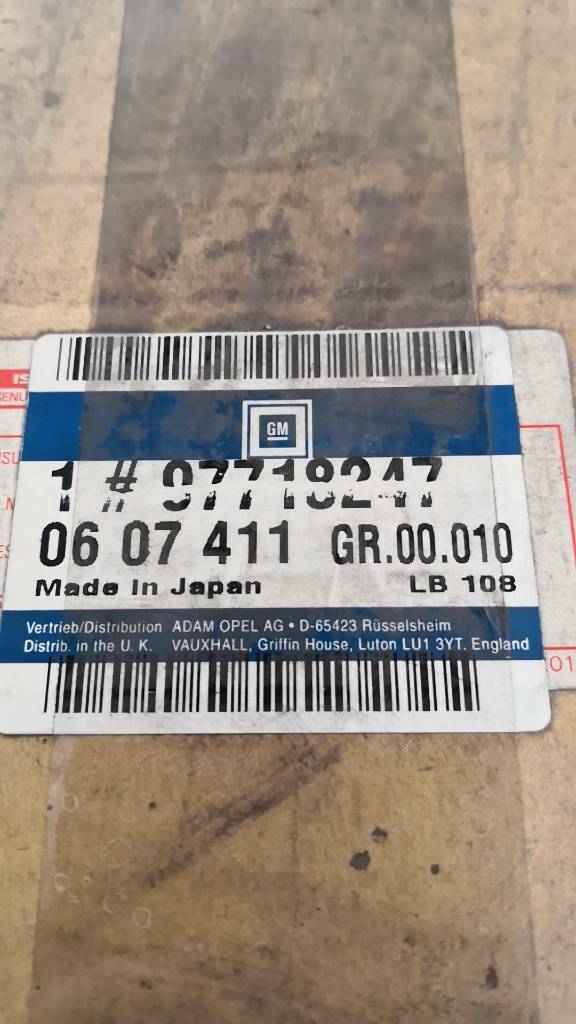 GM
1 # 97718247
06 07 411 GR.00.010
Made In Japan LB 108
Vertrieb/Distribution ADAM OPEL AG • D-65423 Rüsselsheim
Distrib. in the U. K. VAUXHALL, Griffin House, Luton LU1 3YT. England